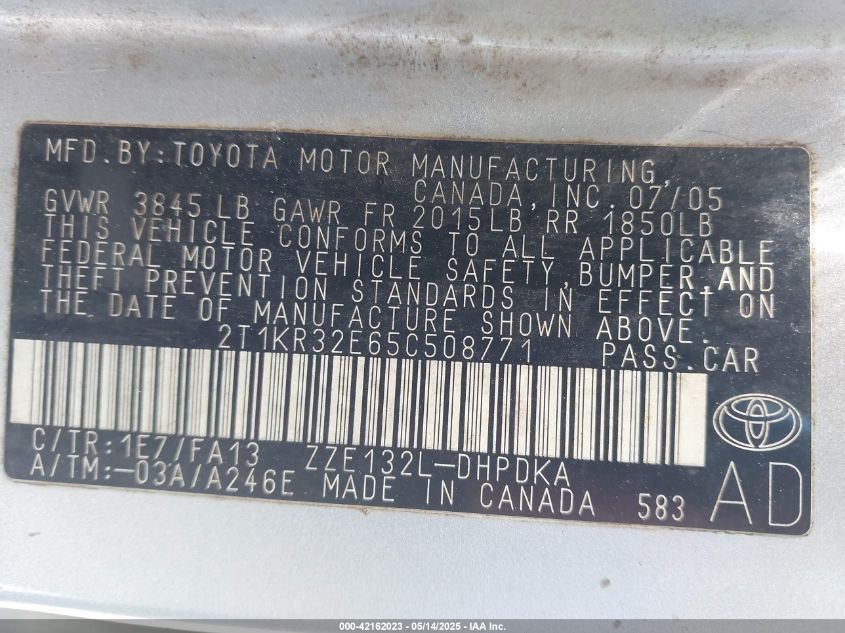 MFD. BY: TOYOTA MOTOR MANUFACTURING,
CANADA, INC. 07/05
GVWR 3845 LB GAWR FR 2015LB, RR 1850LB
THIS VEHICLE CONFORMS TO ALL APPLICABLE
FEDERAL MOTOR VEHICLE SAFETY, BUMPER, AND
THEFT PREVENTION STANDARDS IN EFFECT ON
THE DATE OF MANUFACTURE SHOWN ABOVE.
2T1KR32E65C508771 PASS. CAR
C/TR: 1E7/FA13 ZZE132L-DHPDKA
A/TM: -03A/A246E MADE IN CANADA 583 AD
000-42162023 - 05/14/2025 - IAA Inc.